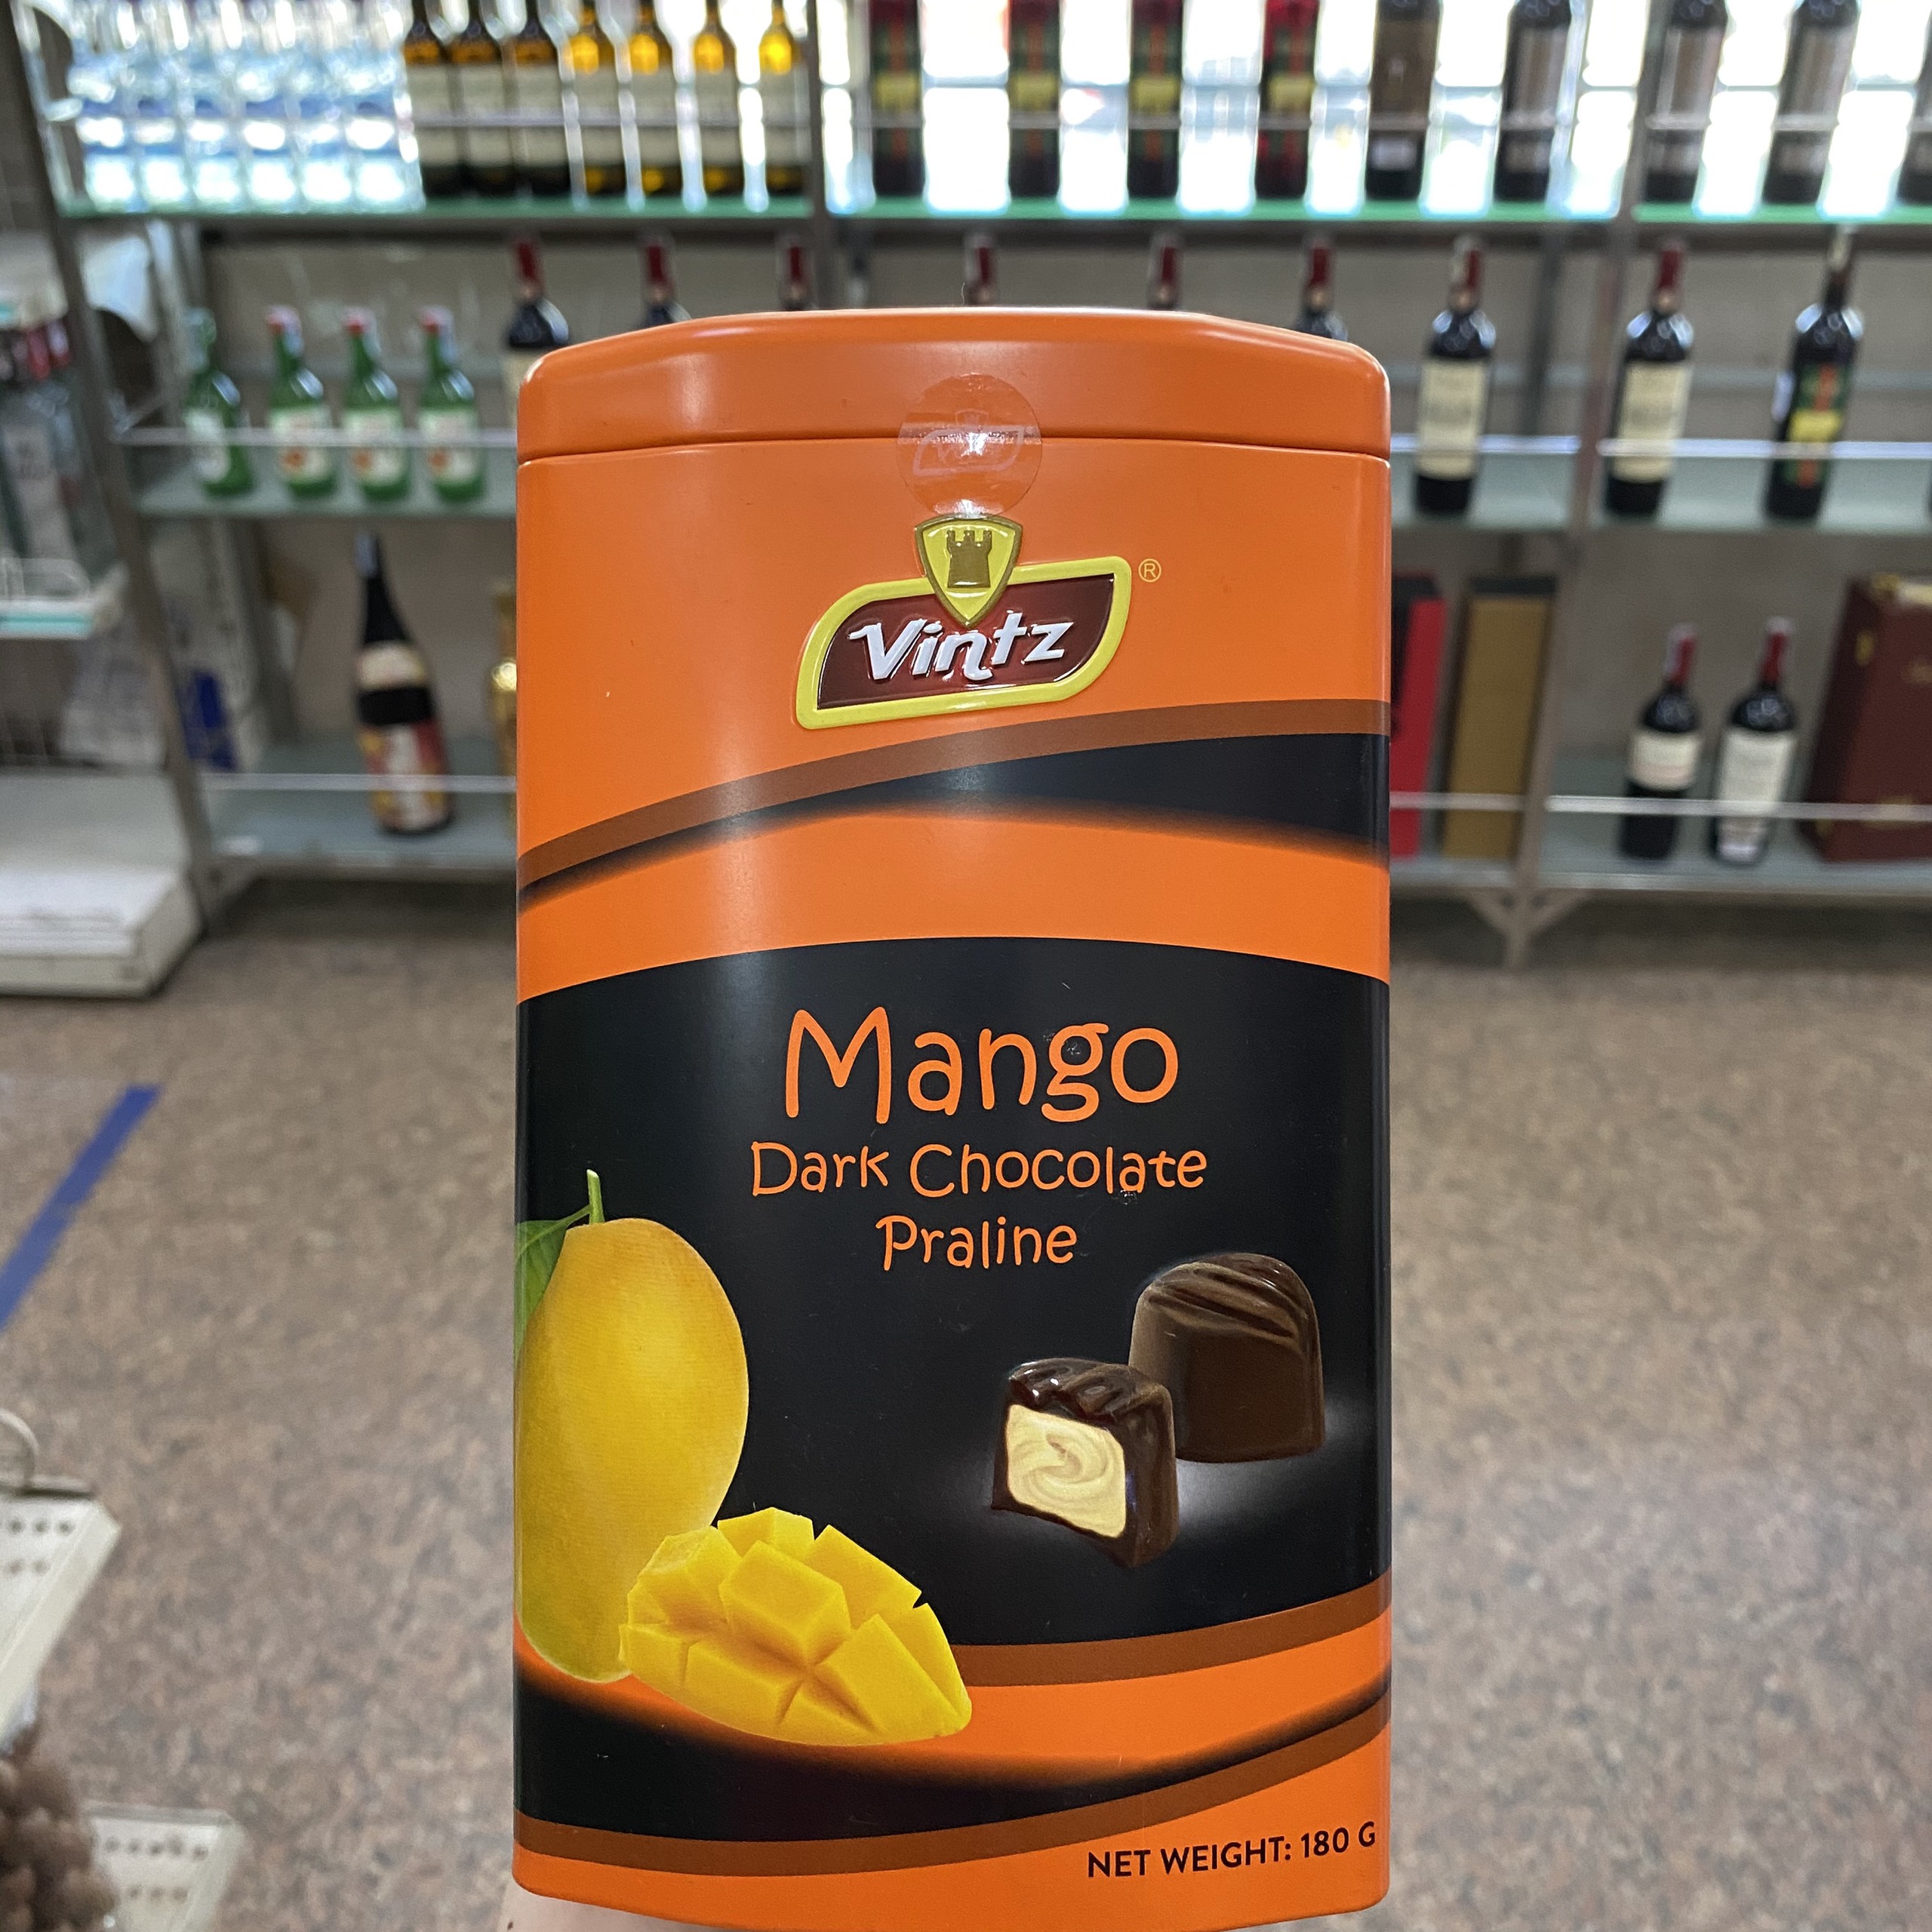 Vintz
®
Mango
Dark Chocolate
Praline
NET WEIGHT: 180 G